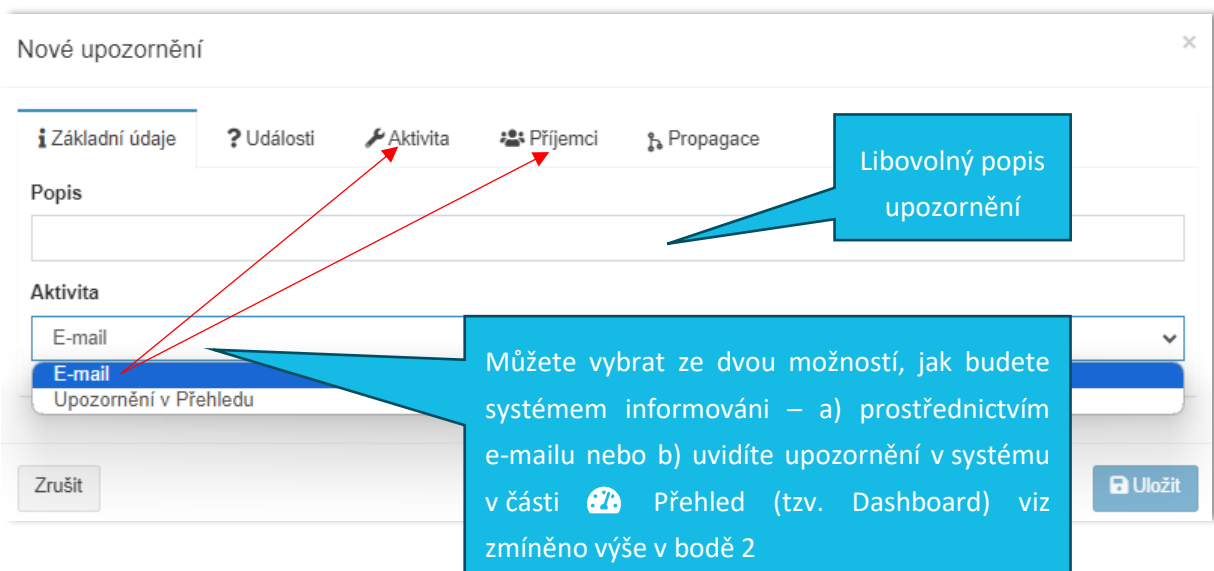 Nové upozornění ×
Základní údaje ? Události Aktivita Příjemci Propagace
Libovolný popis
upozornění
Popis
Aktivita
E-mail
E-mail
Upozornění v Přehledu
Můžete vybrat ze dvou možností, jak budete
systémem informováni – a) prostřednictvím
e-mailu nebo b) uvidíte upozornění v systému
v části Přehled (tzv. Dashboard) viz
zmíněno výše v bodě 2
Zrušit
Uložit